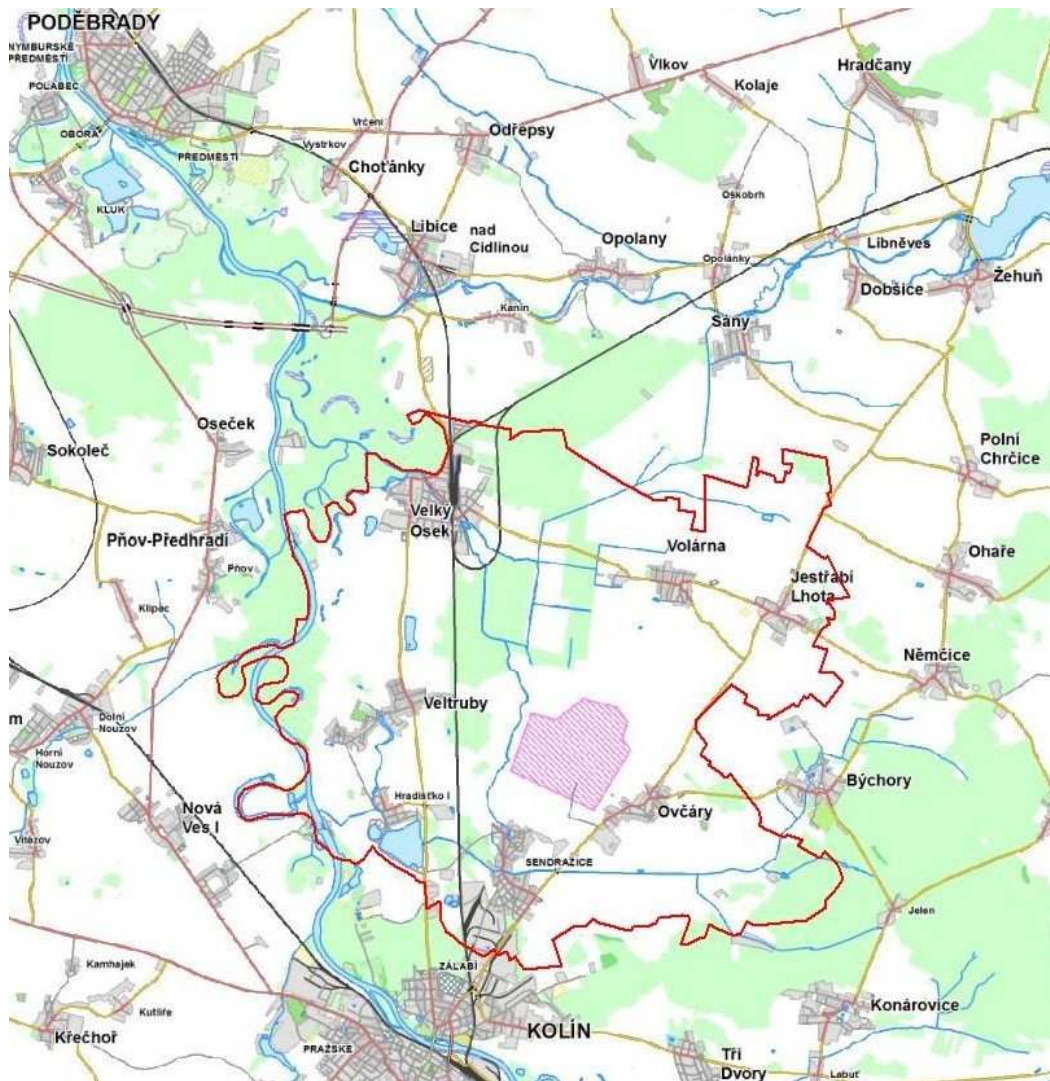 PODĚBRADY
NYMBURSKÉ
PŘEDMĚSTÍ
POLABEC
OBORA
PŘEDMĚSTÍ
KLUK
Vrčení
Vystrkov
Choťánky
Odřepsy
Vlkov
Kolaje
Hradčany
Oškobrh
Libice nad
Cidlinou
Opolany
Opolánky
Libněves
Dobšice
Žehuň
Kanín
Sány
Sokoleč
Oseček
Polní
Chrčice
Velký
Osek
Volárna
Pňov-Předhradí
Pňov
Klipec
Jestřabí
Lhota
Ohaře
Němčice
m
Dolní
Nouzov
Horní
Nouzov
Veltruby
Hradišťko I
Nová
Ves I
Vítězov
Ovčáry
Býchory
SENDRAŽICE
Jelen
Kamhajek
Kutlíře
Křečhoř
ZÁLABÍ
KOLÍN
PRAŽSKÉ
Konárovice
Tři
Dvory
Labuť